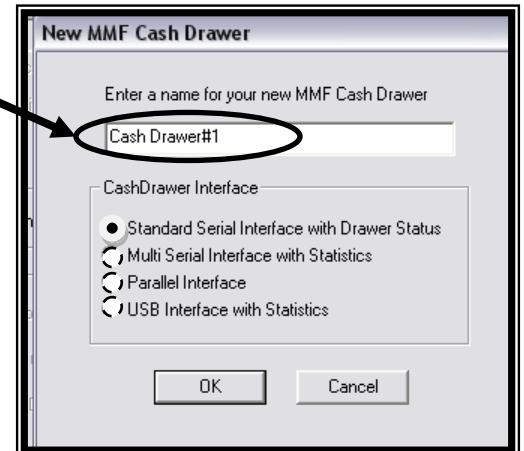 New MMF Cash Drawer
Enter a name for your new MMF Cash Drawer
Cash Drawer#1
CashDrawer Interface
Standard Serial Interface with Drawer Status
Multi Serial Interface with Statistics
Parallel Interface
USB Interface with Statistics
OK Cancel